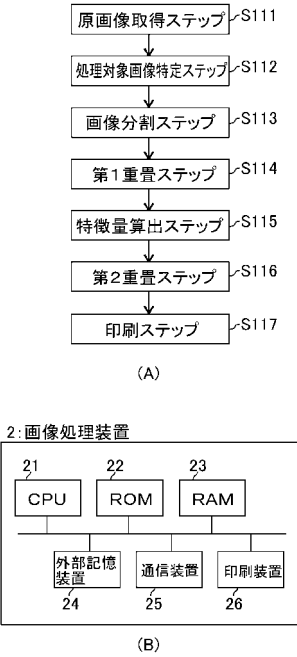 原画像取得ステップ S111
処理対象画像特定ステップ S112
画像分割ステップ S113
第1重畳ステップ S114
特徴量算出ステップ S115
第2重畳ステップ S116
印刷ステップ S117
(A)
2:画像処理装置
21 22 23
CPU ROM RAM
外部記憶
装置 通信装置 印刷装置
24 25 26
(B)